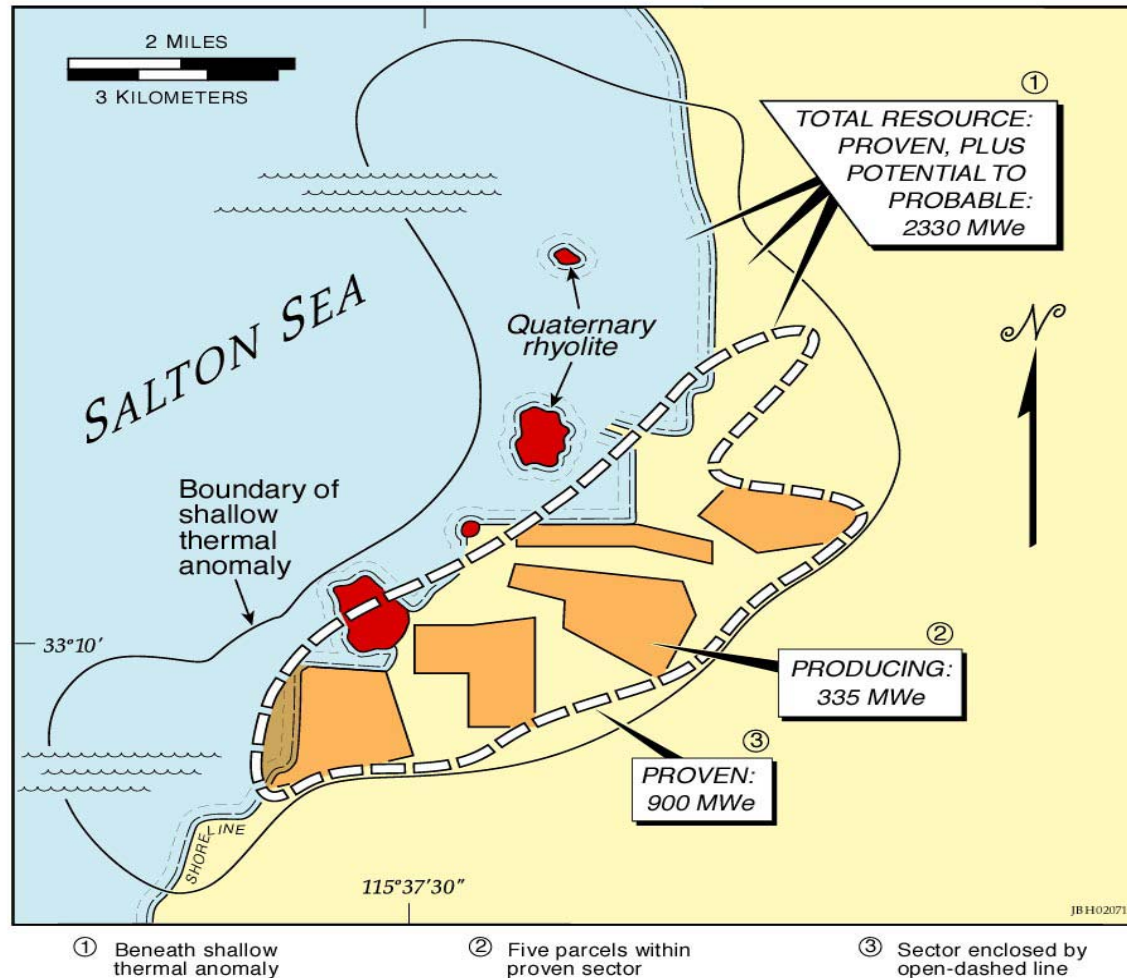 2 MILES
3 KILOMETERS
①
TOTAL RESOURCE:
PROVEN, PLUS
POTENTIAL TO
PROBABLE:
2330 MWe
N
SALTON SEA
Quaternary
rhyolite
Boundary of
shallow
thermal
anomaly
33°10'
②
PRODUCING:
335 MWe
③
PROVEN:
900 MWe
SHORELINE
115°37'30"
JBH02071
① Beneath shallow
thermal anomaly
② Five parcels within
proven sector
③ Sector enclosed by
open-dashed line